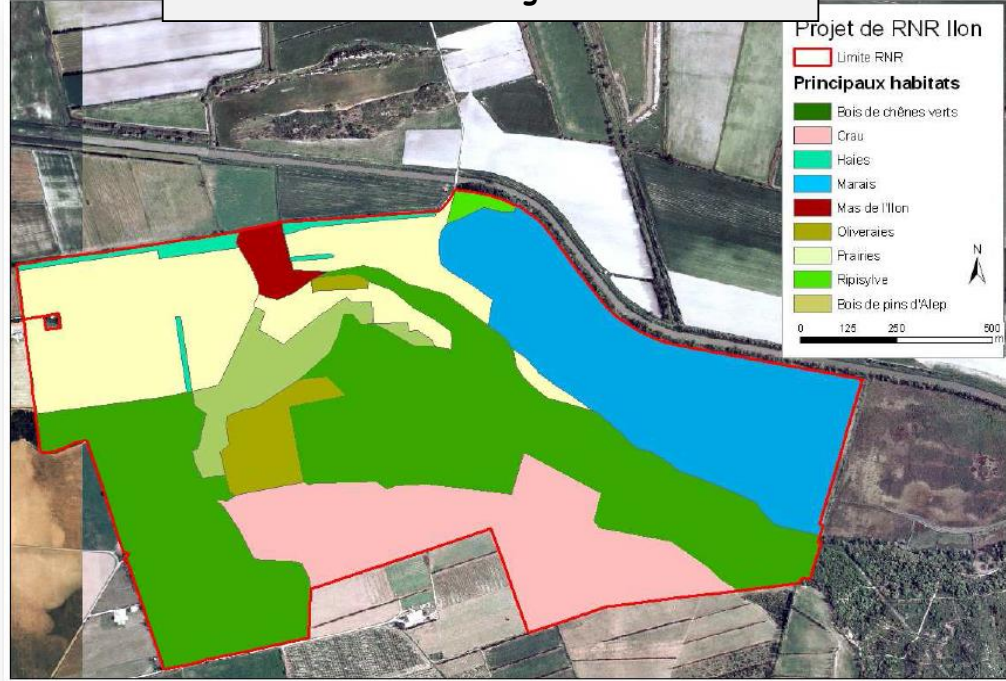 Projet de RNR Ilon
Limite RNR
Principaux habitats
Bois de chênes verts
Crau
Haies
Marais
Mas de l'Ilon
Oliveraies
Prairies
Ripisylve
Bois de pins d'Alep
N
0 125 250 500
m